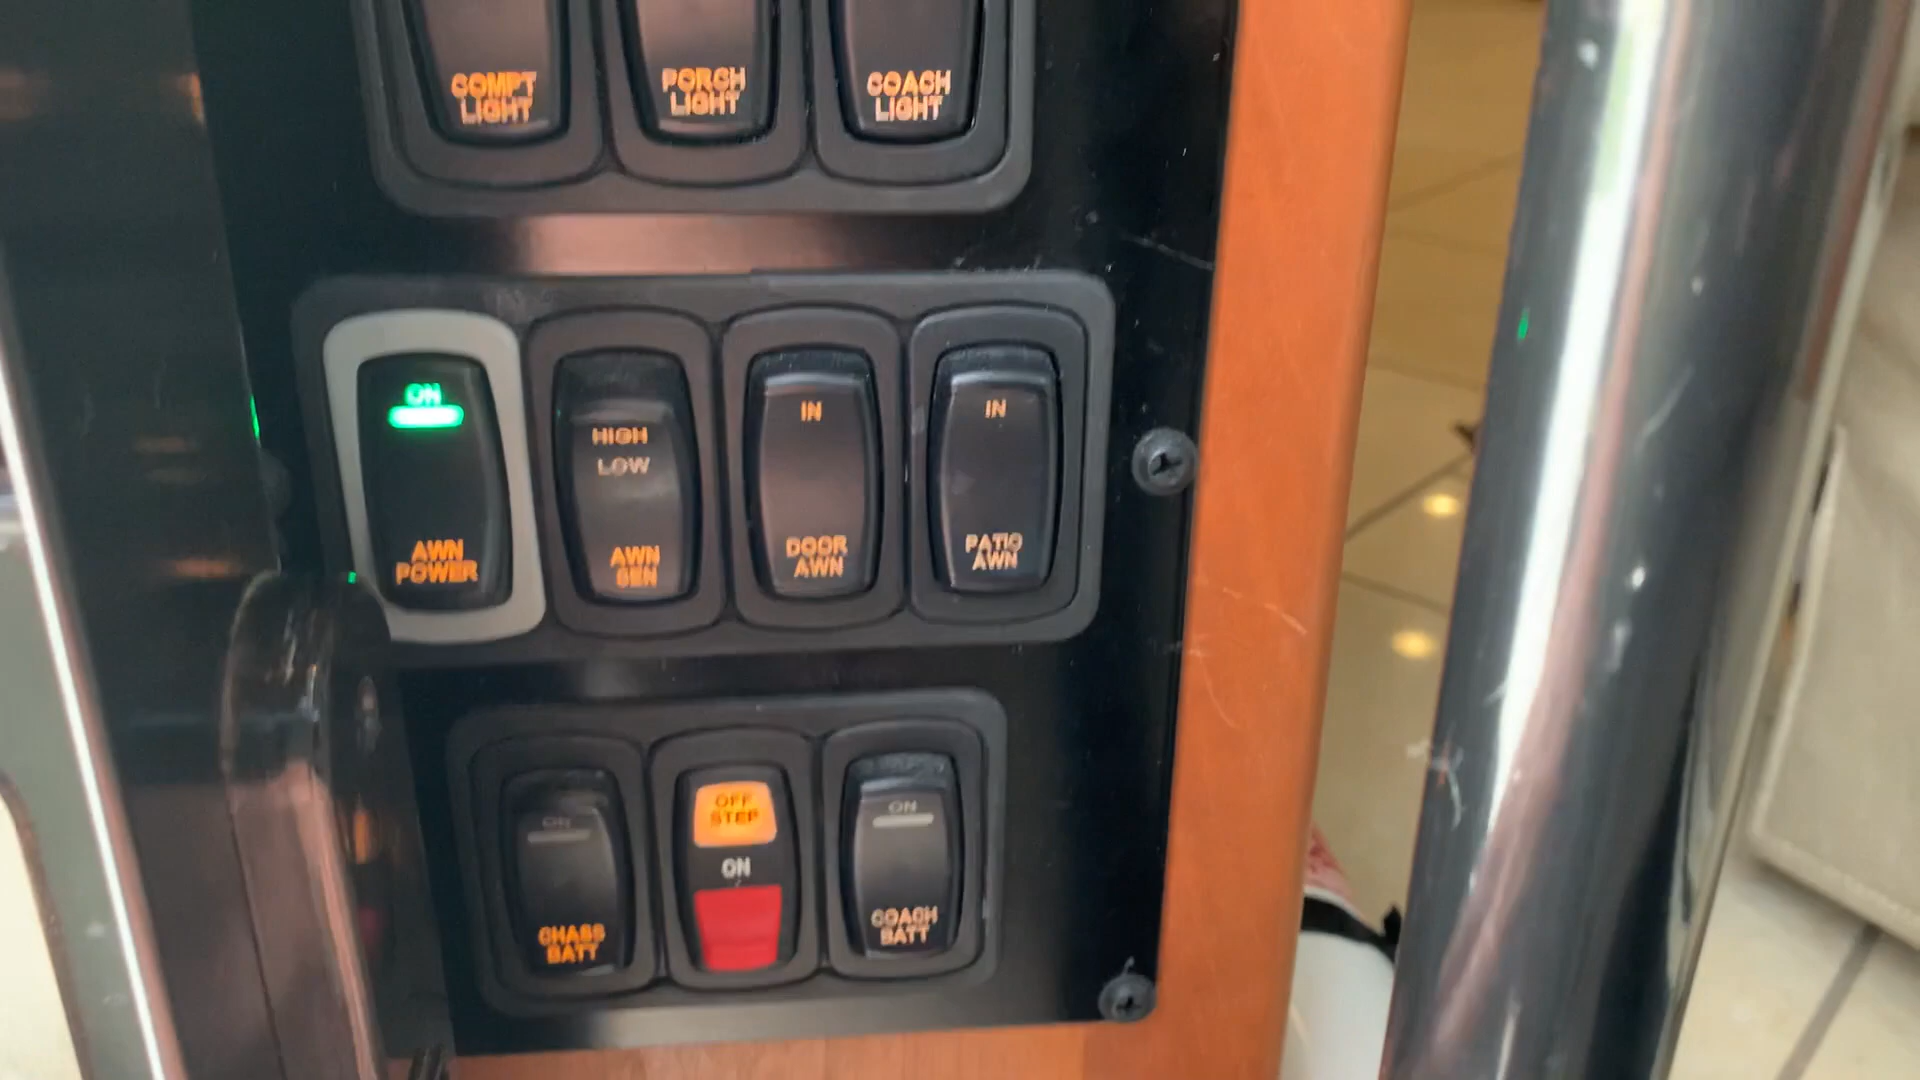 COMPT
LIGHT
PORCH
LIGHT
COACH
LIGHT
ON
AWN
POWER
HIGH
LOW
AWN
SEN
IN
DOOR
AWN
IN
PATIO
AWN
ON
CHASS
BATT
OFF
STEP
ON
ON
COACH
BATT